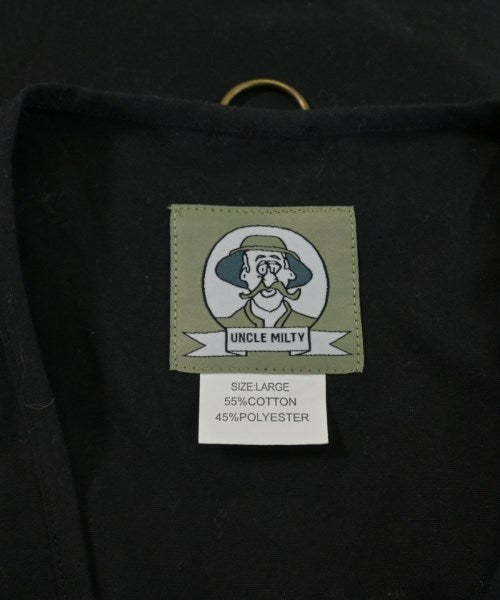 UNCLE MILTY
SIZE:LARGE
55%COTTON
45%POLYESTER